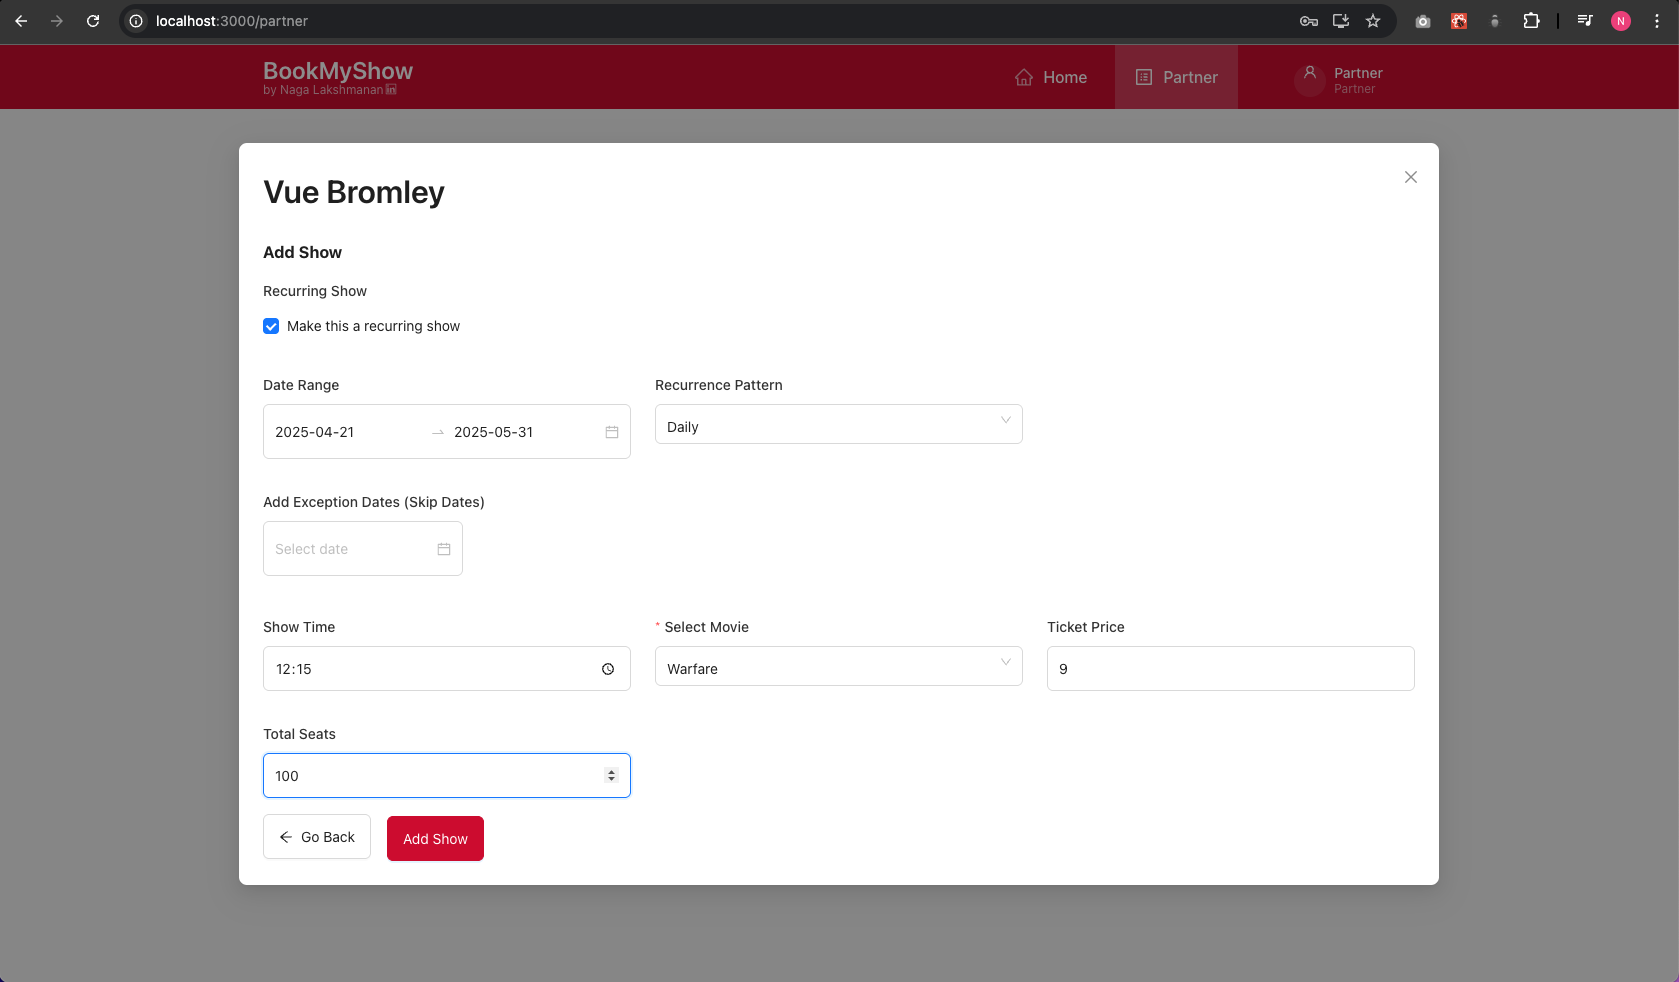 localhost:3000/partner
N
BookMyShow
by Naga Lakshmanan in
Home
Partner
Partner
Partner
Vue Bromley
Add Show
Recurring Show
Make this a recurring show
Date Range
Recurrence Pattern
2025-04-21 → 2025-05-31
Daily
Add Exception Dates (Skip Dates)
Select date
Show Time
* Select Movie
Ticket Price
12:15
Warfare
9
Total Seats
100
Go Back
Add Show